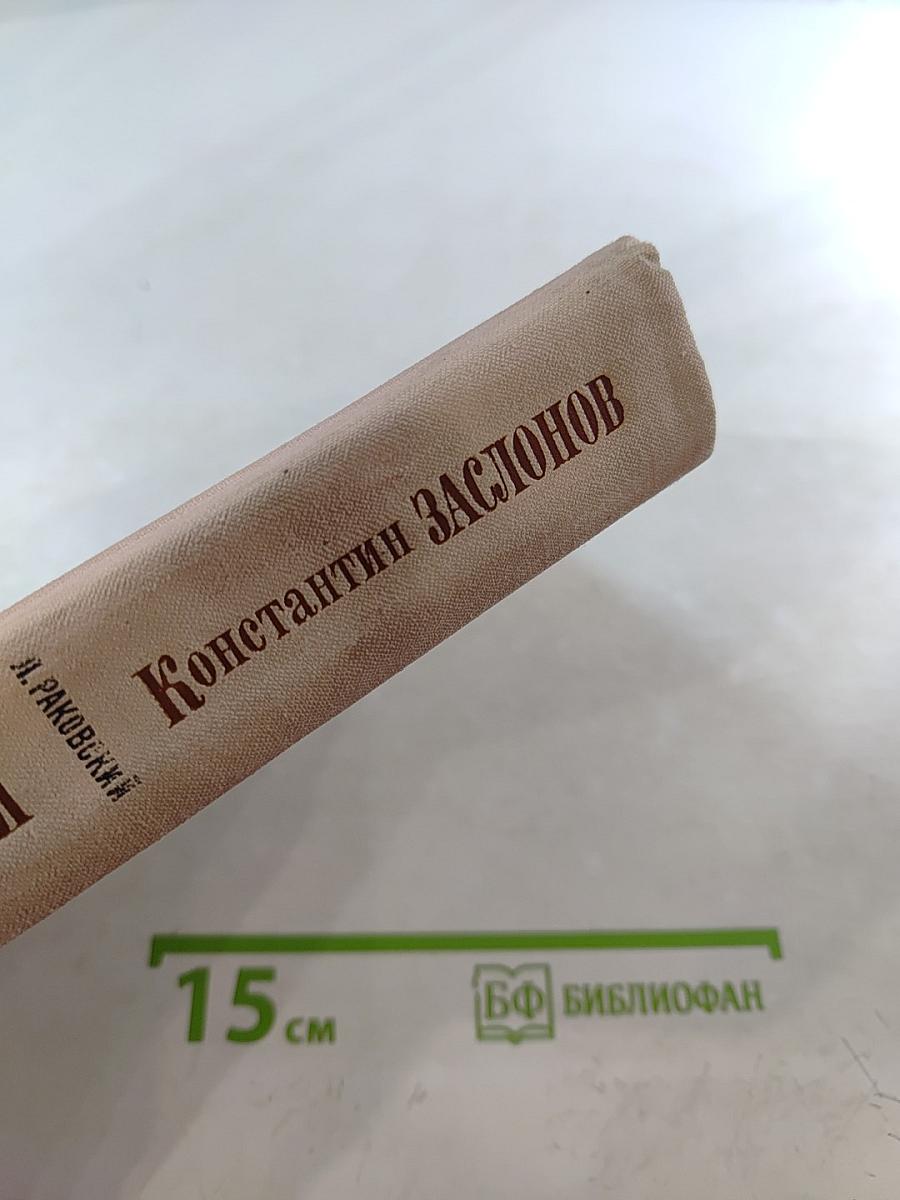 Константин ЗАСЛОНОВ
Л. РАКОВСКИЙ
15 см
БФ БИБЛИОФАН